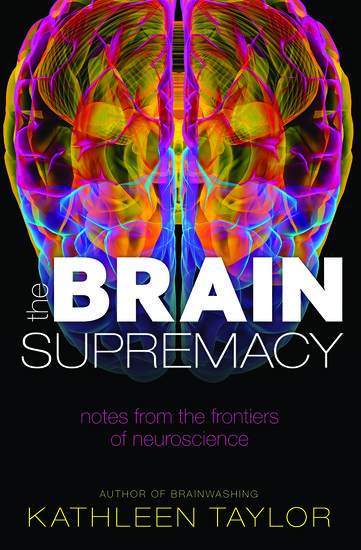 the BRAIN
SUPREMACY
notes from the frontiers
of neuroscience
AUTHOR OF BRAINWASHING
KATHLEEN TAYLOR